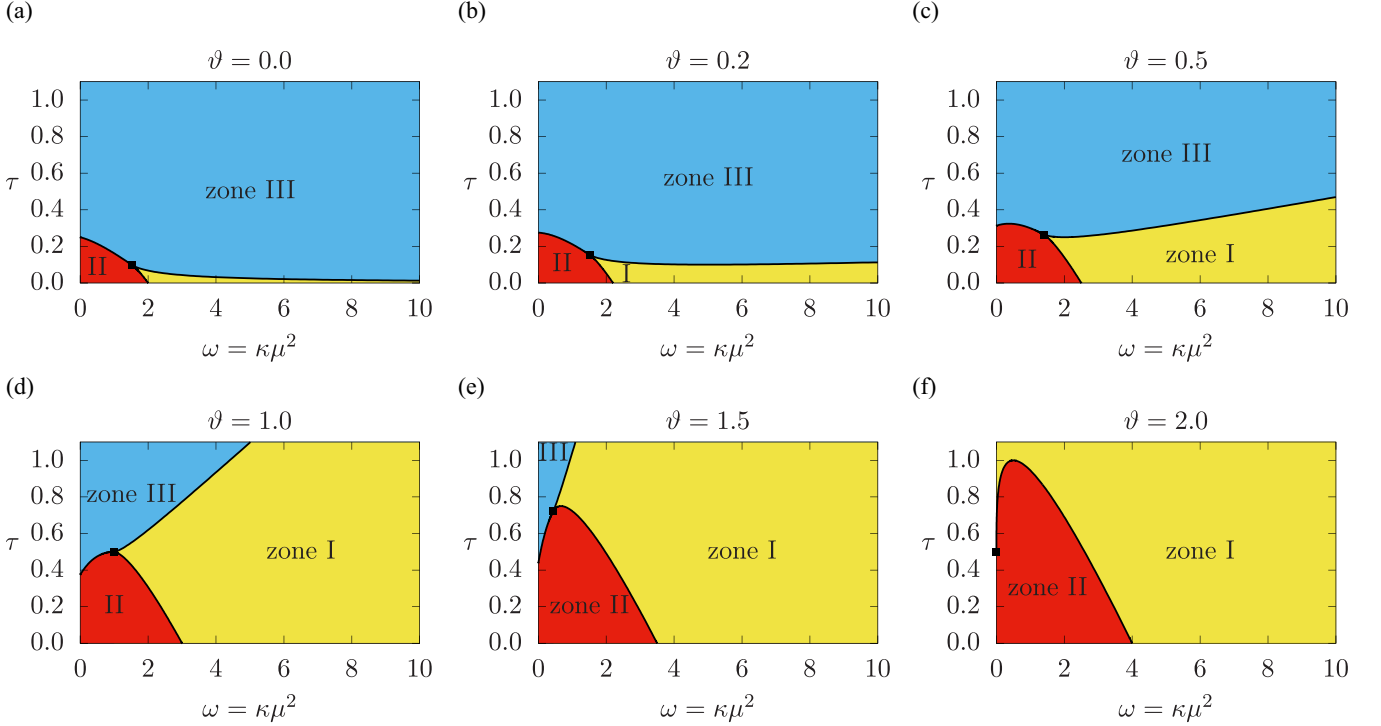 (a)
ϑ = 0.0
1.0
0.8
0.6
0.4
0.2
0.0
τ
zone III
II
0 2 4 6 8 10
ω = κμ²
(b)
ϑ = 0.2
1.0
0.8
0.6
0.4
0.2
0.0
τ
zone III
II
I
0 2 4 6 8 10
ω = κμ²
(c)
ϑ = 0.5
1.0
0.8
0.6
0.4
0.2
0.0
τ
zone III
zone I
II
0 2 4 6 8 10
ω = κμ²
(d)
ϑ = 1.0
1.0
0.8
0.6
0.4
0.2
0.0
τ
zone III
zone I
II
0 2 4 6 8 10
ω = κμ²
(e)
ϑ = 1.5
1.0
0.8
0.6
0.4
0.2
0.0
τ
III
zone I
zone II
0 2 4 6 8 10
ω = κμ²
(f)
ϑ = 2.0
1.0
0.8
0.6
0.4
0.2
0.0
τ
zone I
zone II
0 2 4 6 8 10
ω = κμ²